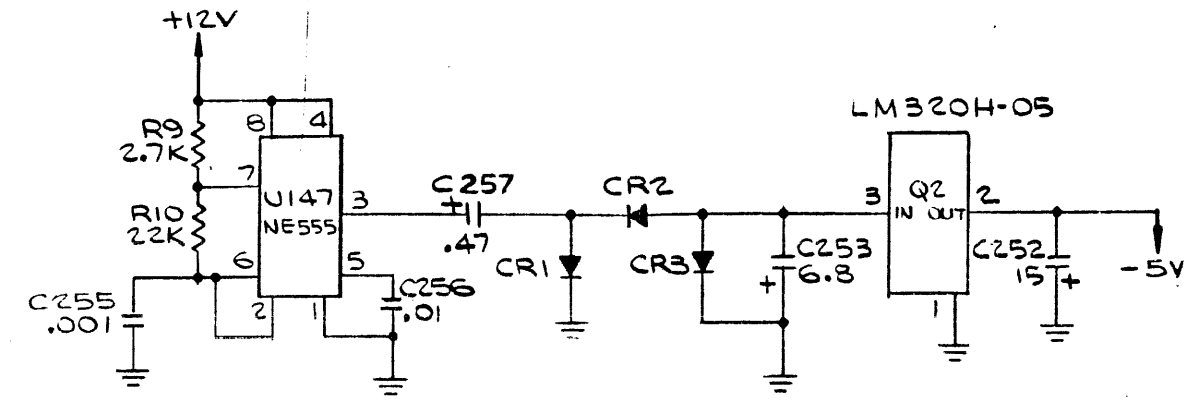 +12V
R9
2.7K
R10
22K
C255
.001
8
4
7
6
2
1
3
5
U147
NE555
C256
.01
C257
+
.47
CR1
CR2
CR3
C253
6.8
+
LM320H-05
3
Q2
IN OUT
2
1
C252
15
+
-5V